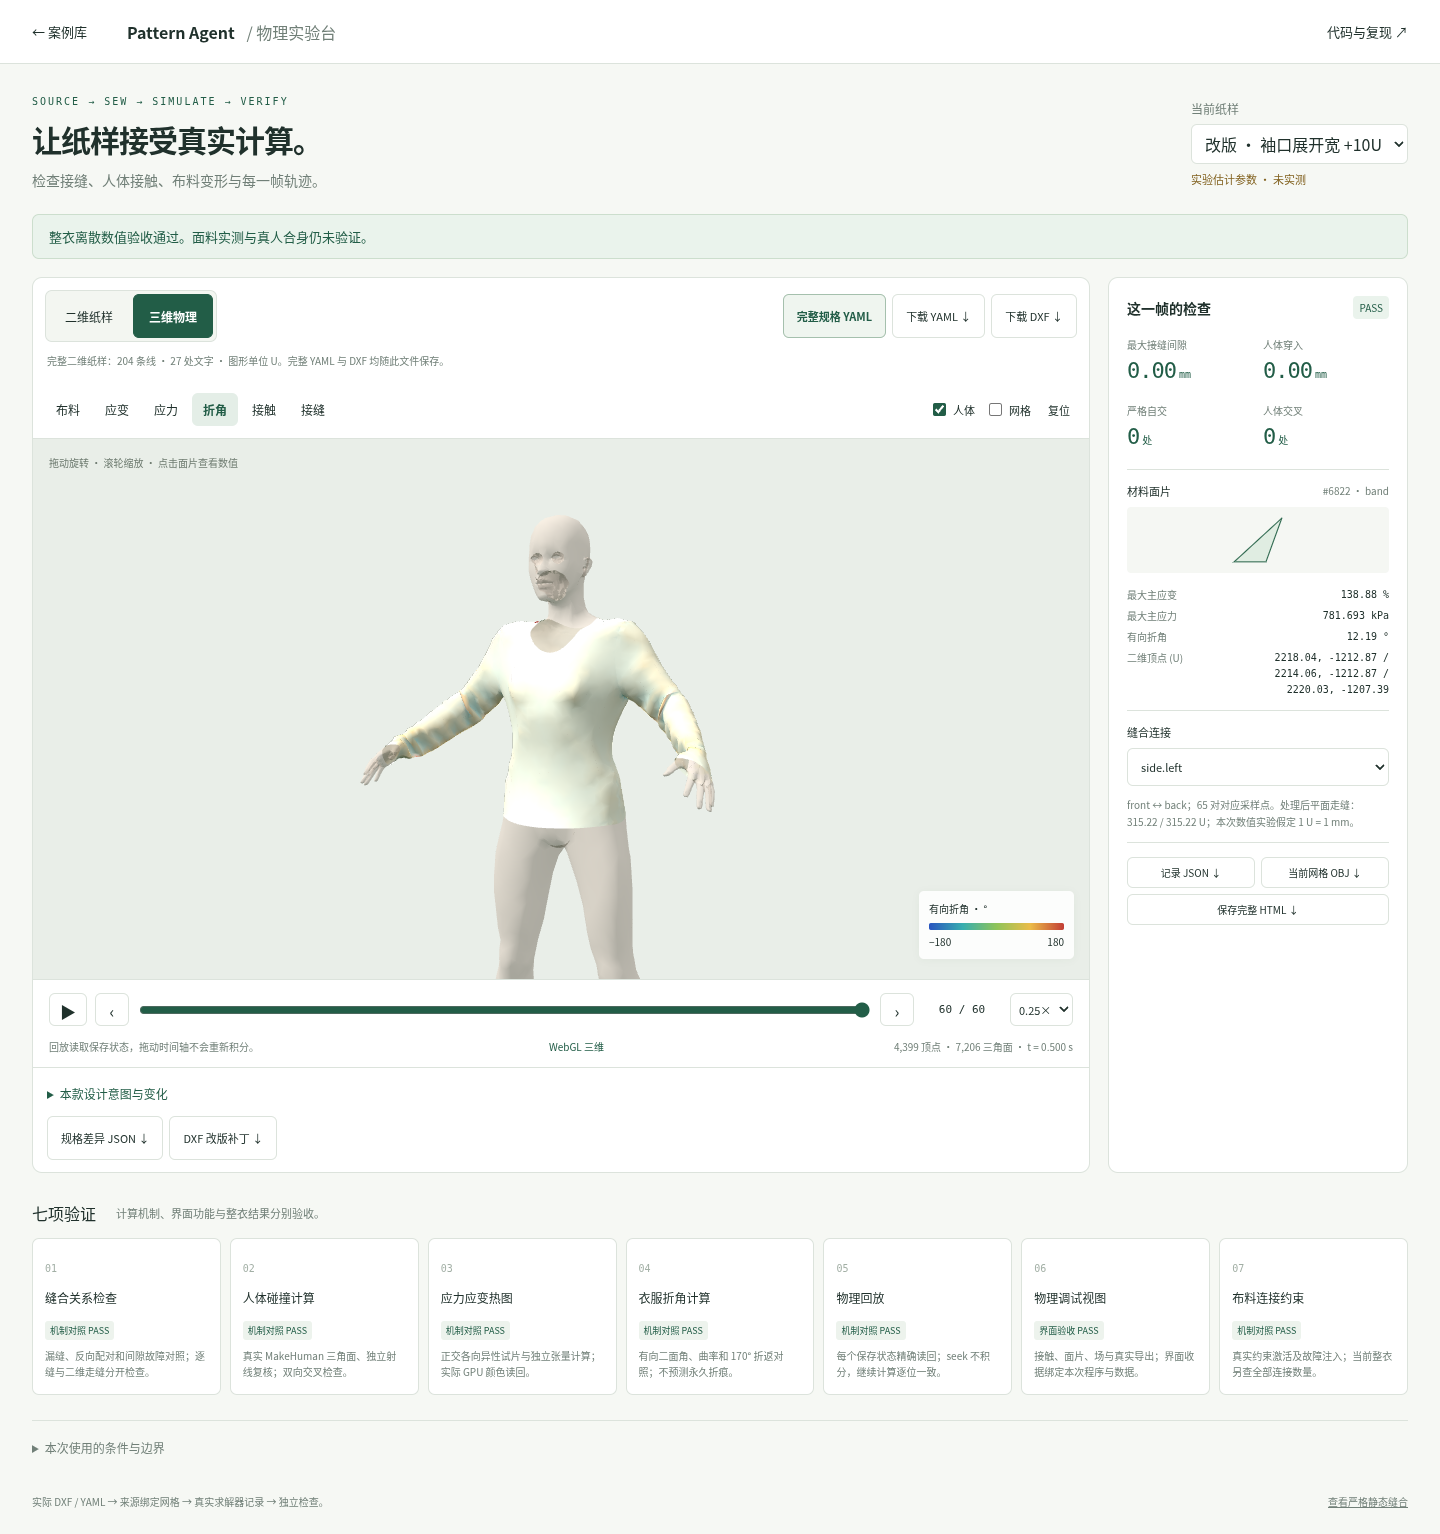 ← 案例库
Pattern Agent / 物理实验台
代码与复现 ↗
SOURCE → SEW → SIMULATE → VERIFY
让纸样接受真实计算。
检查接缝、人体接触、布料变形与每一帧轨迹。
当前纸样
改版 · 袖口展开宽 +10U
实验估计参数 · 未实测
整衣离散数值验收通过。面料实测与真人合身仍未验证。
二维纸样
三维物理
完整规格 YAML
下载 YAML ↓
下载 DXF ↓
完整二维纸样：204 条线 · 27 处文字 · 图形单位 U。完整 YAML 与 DXF 均随此文件保存。
布料
应变
应力
折角
接触
接缝
人体
网格
复位
拖动旋转 · 滚轮缩放 · 点击面片查看数值
有向折角 · °
−180
180
▶
‹
›
60 / 60
0.25×
回放读取保存状态，拖动时间轴不会重新积分。
WebGL 三维
4,399 顶点 · 7,206 三角面 · t = 0.500 s
▶ 本款设计意图与变化
规格差异 JSON ↓
DXF 改版补丁 ↓
这一帧的检查
PASS
最大接缝间隙
人体穿入
0.00 mm
0.00 mm
严格自交
人体交叉
0 处
0 处
材料面片
#6822 · band
最大主应变
138.88 %
最大主应力
781.693 kPa
有向折角
12.19 °
二维顶点 (U)
2218.04, -1212.87 /
2214.06, -1212.87 /
2220.03, -1207.39
缝合连接
side.left
front ↔ back；65 对对应采样点。处理后平面走缝：
315.22 / 315.22 U；本次数值实验假定 1 U = 1 mm。
记录 JSON ↓
当前网格 OBJ ↓
保存完整 HTML ↓
七项验证
计算机制、界面功能与整衣结果分别验收。
01
缝合关系检查
机制对照 PASS
漏缝、反向配对和间隙故障对照；逐
缝与二维走缝分开检查。
02
人体碰撞计算
机制对照 PASS
真实 MakeHuman 三角面、独立射
线复核；双向交叉检查。
03
应力应变热图
机制对照 PASS
正交各向异性试片与独立张量计算；
实际 GPU 颜色读回。
04
衣服折角计算
机制对照 PASS
有向二面角、曲率和 170° 折返对
照；不预测永久折痕。
05
物理回放
机制对照 PASS
每个保存状态精确读回；seek 不积
分，继续计算逐位一致。
06
物理调试视图
界面验收 PASS
接触、面片、场与真实导出；界面收
据绑定本次程序与数据。
07
布料连接约束
机制对照 PASS
真实约束激活及故障注入；当前整衣
另查全部连接数量。
▶ 本次使用的条件与边界
实际 DXF / YAML → 来源绑定网格 → 真实求解器记录 → 独立检查。
查看严格静态缝合